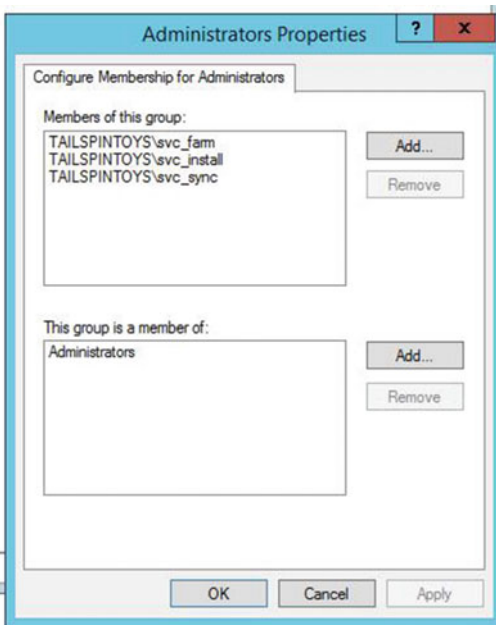 Administrators Properties
?
x
Configure Membership for Administrators
Members of this group:
TAILSPINTOYS\svc_farm
TAILSPINTOYS\svc_install
TAILSPINTOYS\svc_sync
Add...
Remove
This group is a member of:
Administrators
Add...
Remove
OK
Cancel
Apply